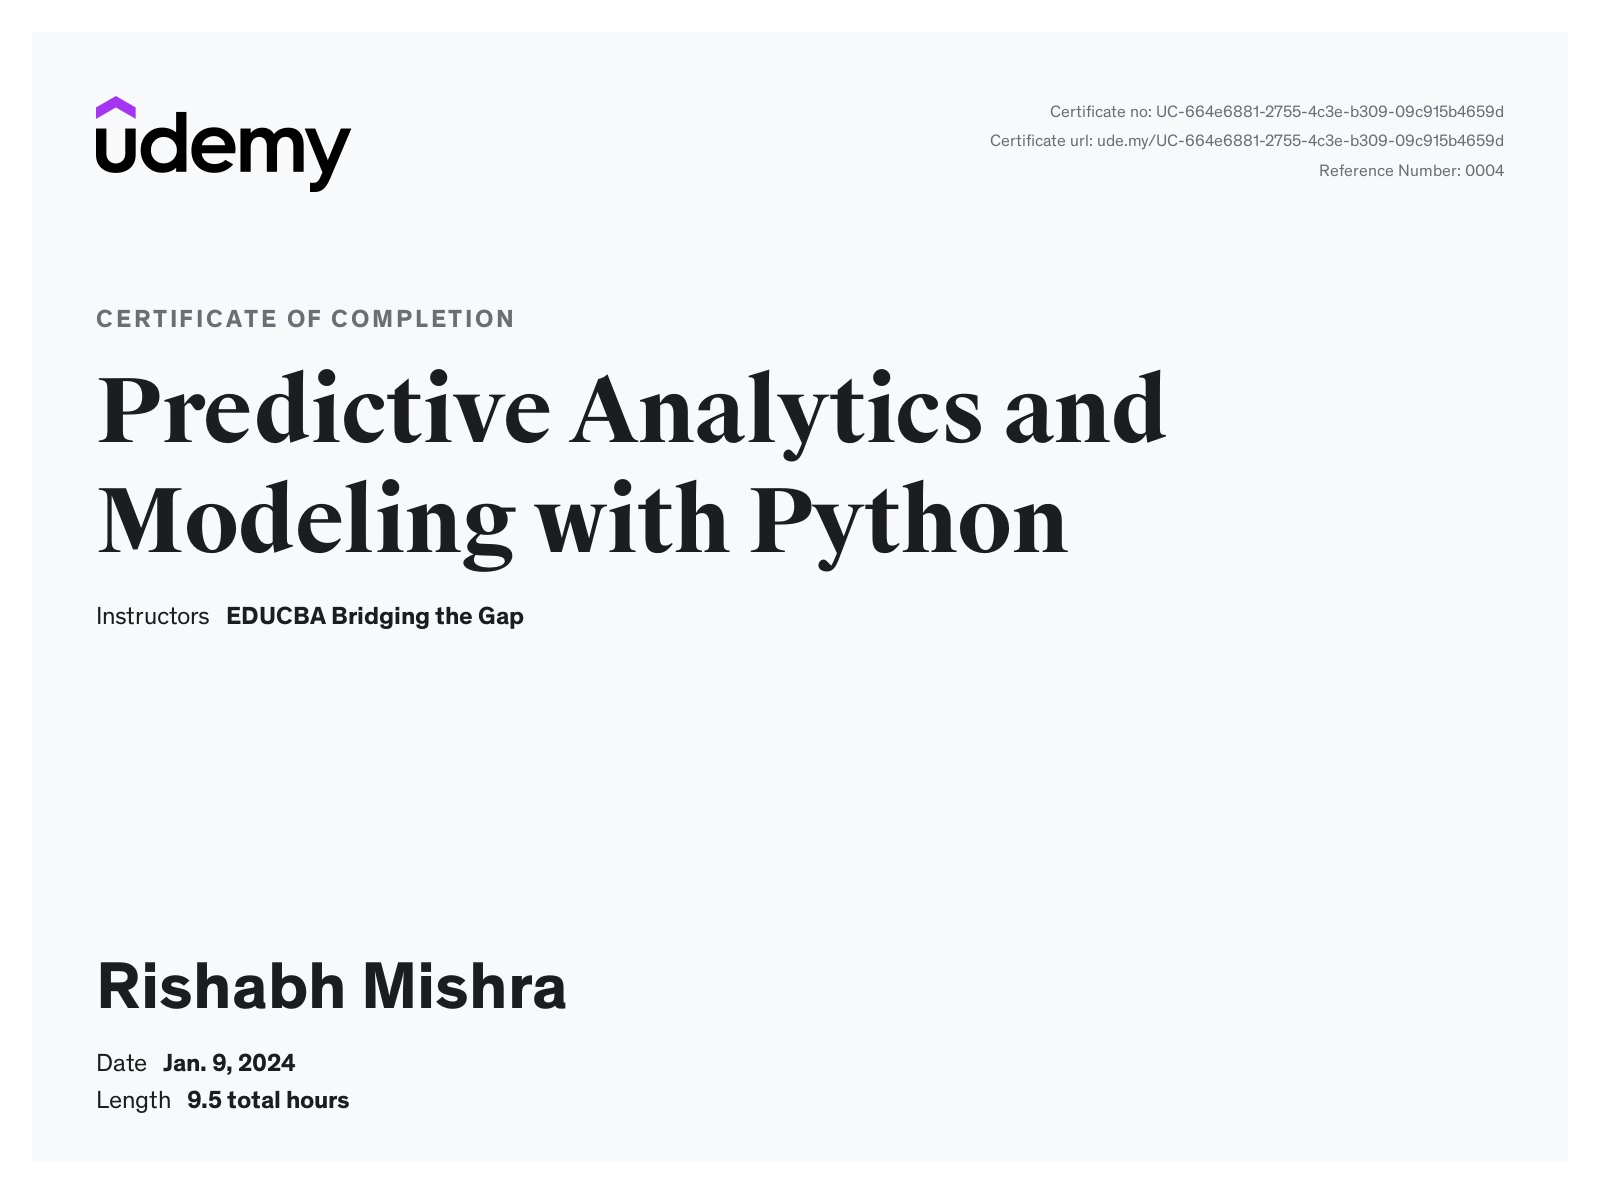 udemy
Certificate no: UC-664e6881-2755-4c3e-b309-09c915b4659d
Certificate url: ude.my/UC-664e6881-2755-4c3e-b309-09c915b4659d
Reference Number: 0004
CERTIFICATE OF COMPLETION
Predictive Analytics and
Modeling with Python
Instructors EDUCBA Bridging the Gap
Rishabh Mishra
Date Jan. 9, 2024
Length 9.5 total hours